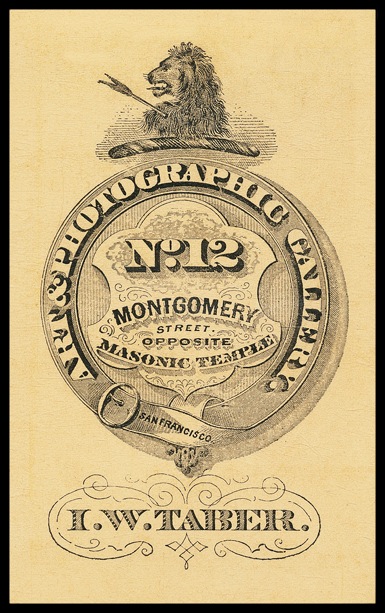 ART & PHOTOGRAPHIC GALLERY.
No. 12
MONTGOMERY
STREET.
OPPOSITE
MASONIC TEMPLE
SAN FRANCISCO.
I. W. TABER.